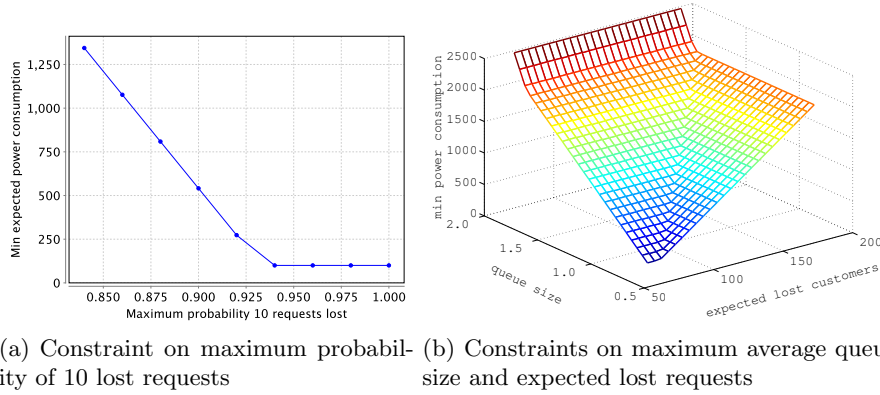 Min expected power consumption
1,250
1,000
750
500
250
0
0.850 0.875 0.900 0.925 0.950 0.975 1.000
Maximum probability 10 requests lost
min power consumption
2500
2000
1500
1000
500
0
2.0
1.5
1.0
0.5
queue size
50
100
150
200
expected lost customers
(a) Constraint on maximum probabil-
ity of 10 lost requests
(b) Constraints on maximum average queu
size and expected lost requests